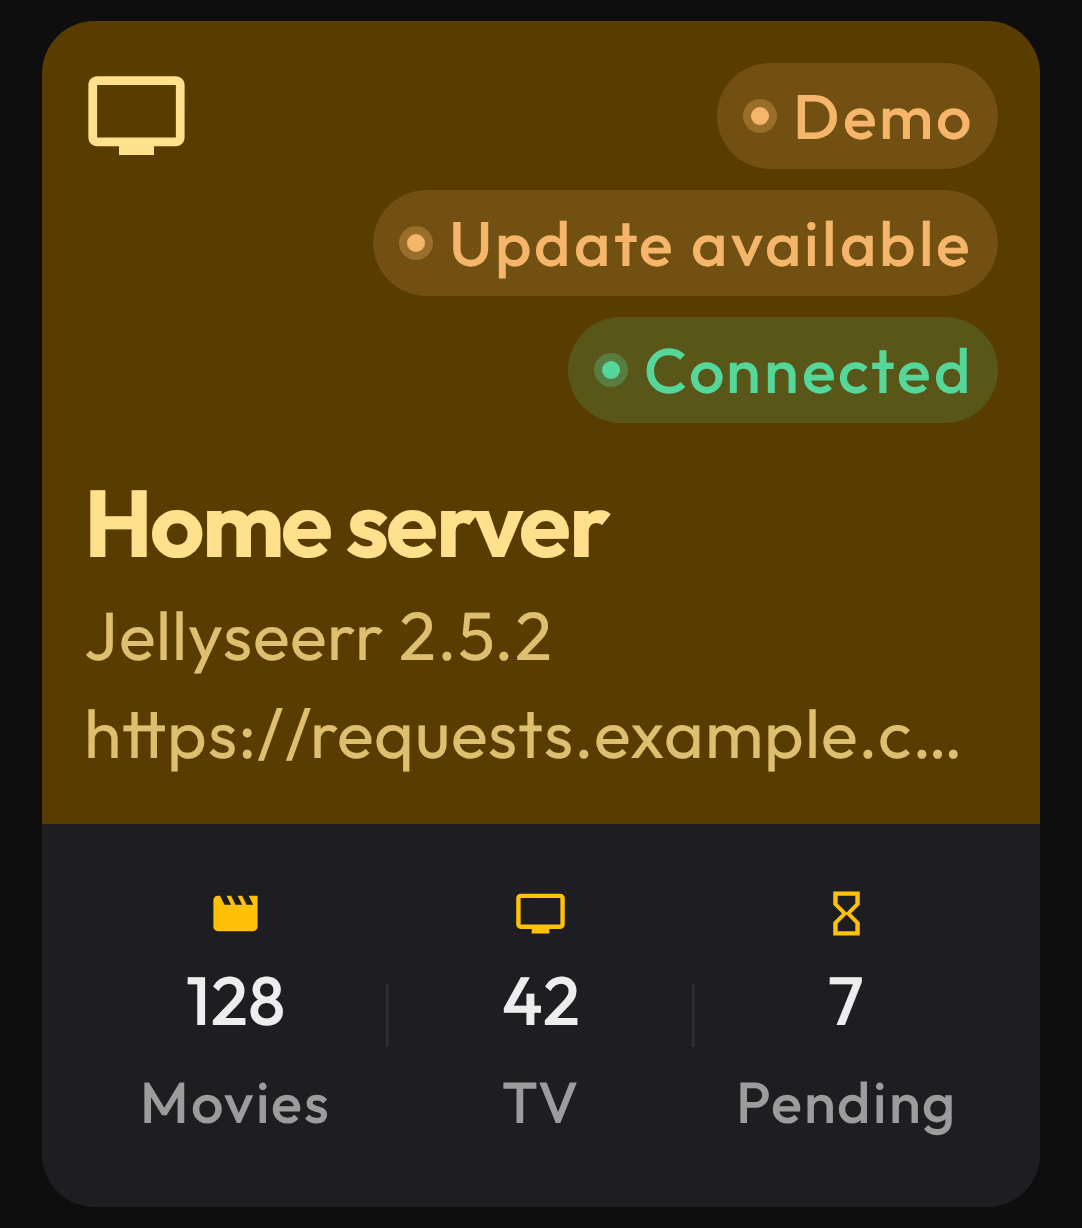 Demo
Update available
Connected
Home server
Jellyseerr 2.5.2
https://requests.example.c...
128
42
7
Movies
TV
Pending